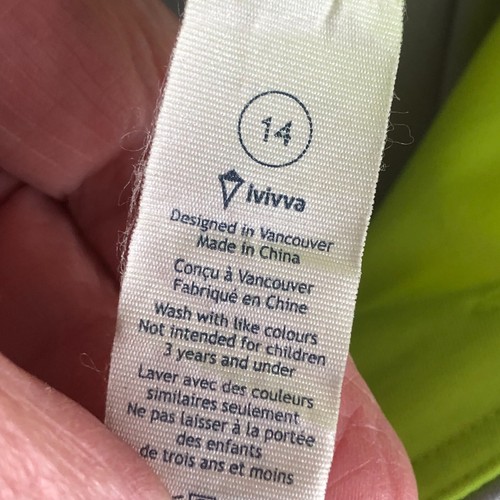 14
ivivva
Designed in Vancouver
Made in China
Conçu à Vancouver
Fabriqué en Chine
Wash with like colours
Not intended for children
3 years and under
Laver avec des couleurs
similaires seulement
Ne pas laisser à la portée
des enfants
de trois ans et moins